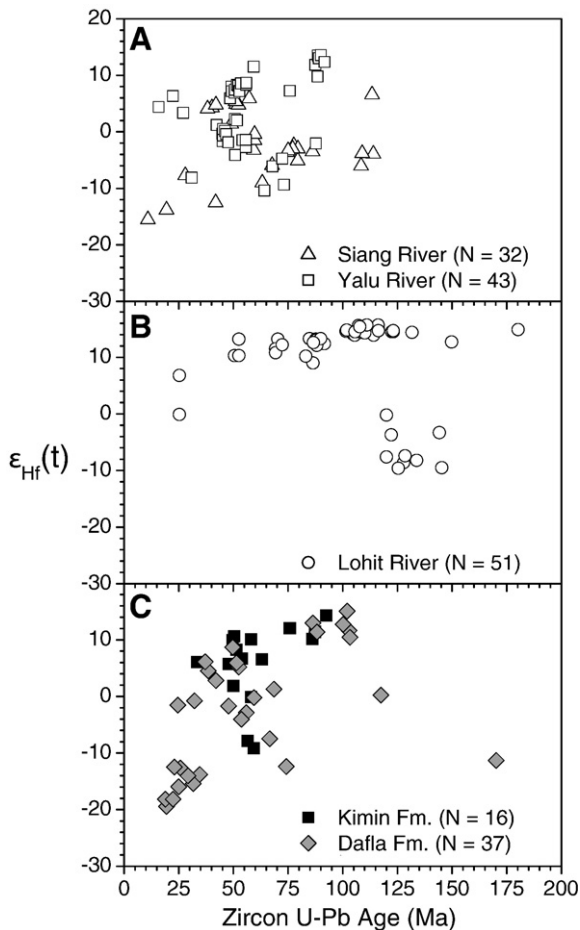 A
20
10
0
-10
-20
-30
Siang River (N = 32)
Yalu River (N = 43)
B
10
0
-10
-20
-30
Lohit River (N = 51)
εHf(t)
C
10
0
-10
-20
-30
Kimin Fm. (N = 16)
Dafla Fm. (N = 37)
0 25 50 75 100 125 150 175 200
Zircon U-Pb Age (Ma)